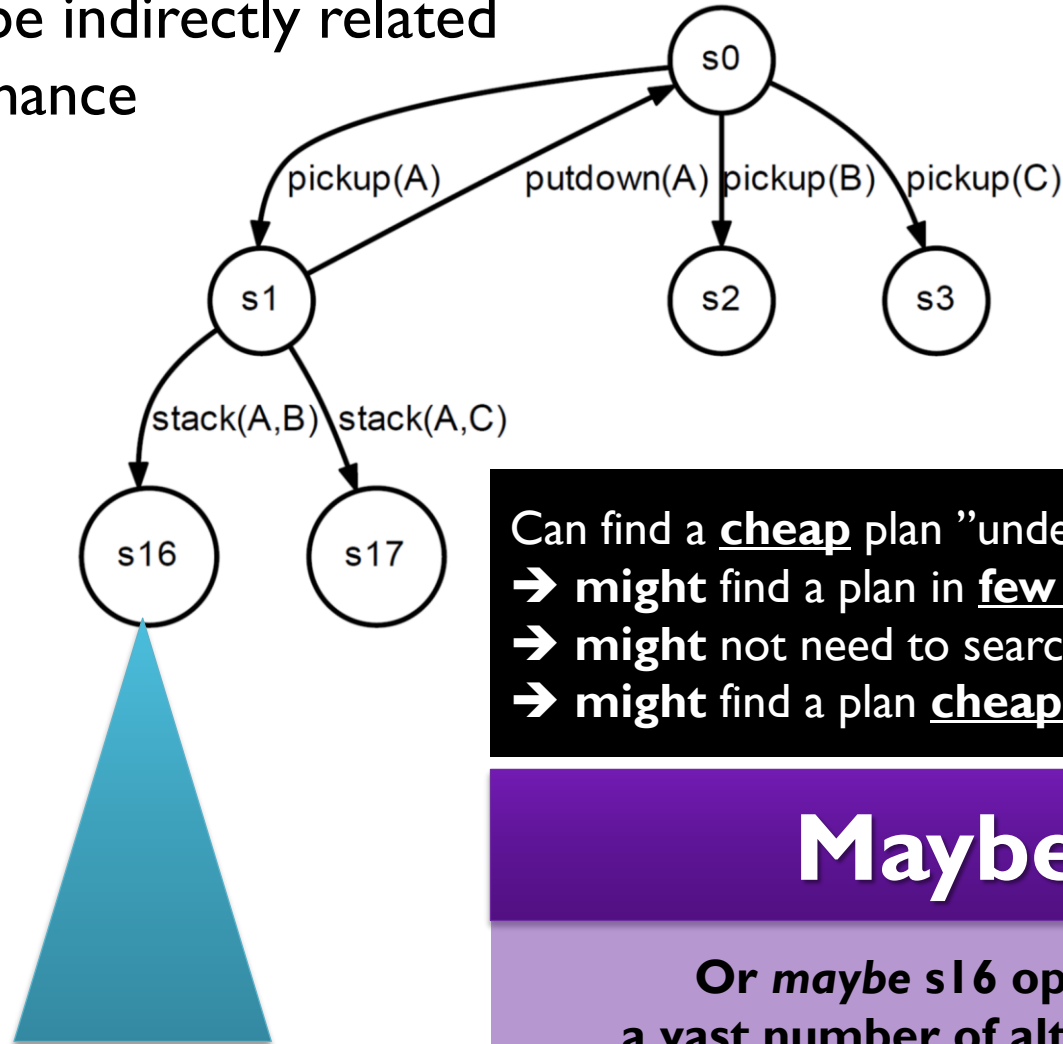 be indirectly related
s0
pickup(A)
putdown(A)
pickup(B)
pickup(C)
s1
s2
s3
stack(A,B)
stack(A,C)
s16
s17
Can find a cheap plan ”unde
➔ might find a plan in few
➔ might not need to searc
➔ might find a plan cheap
Maybe
Or maybe s16 op
a vast number of alt